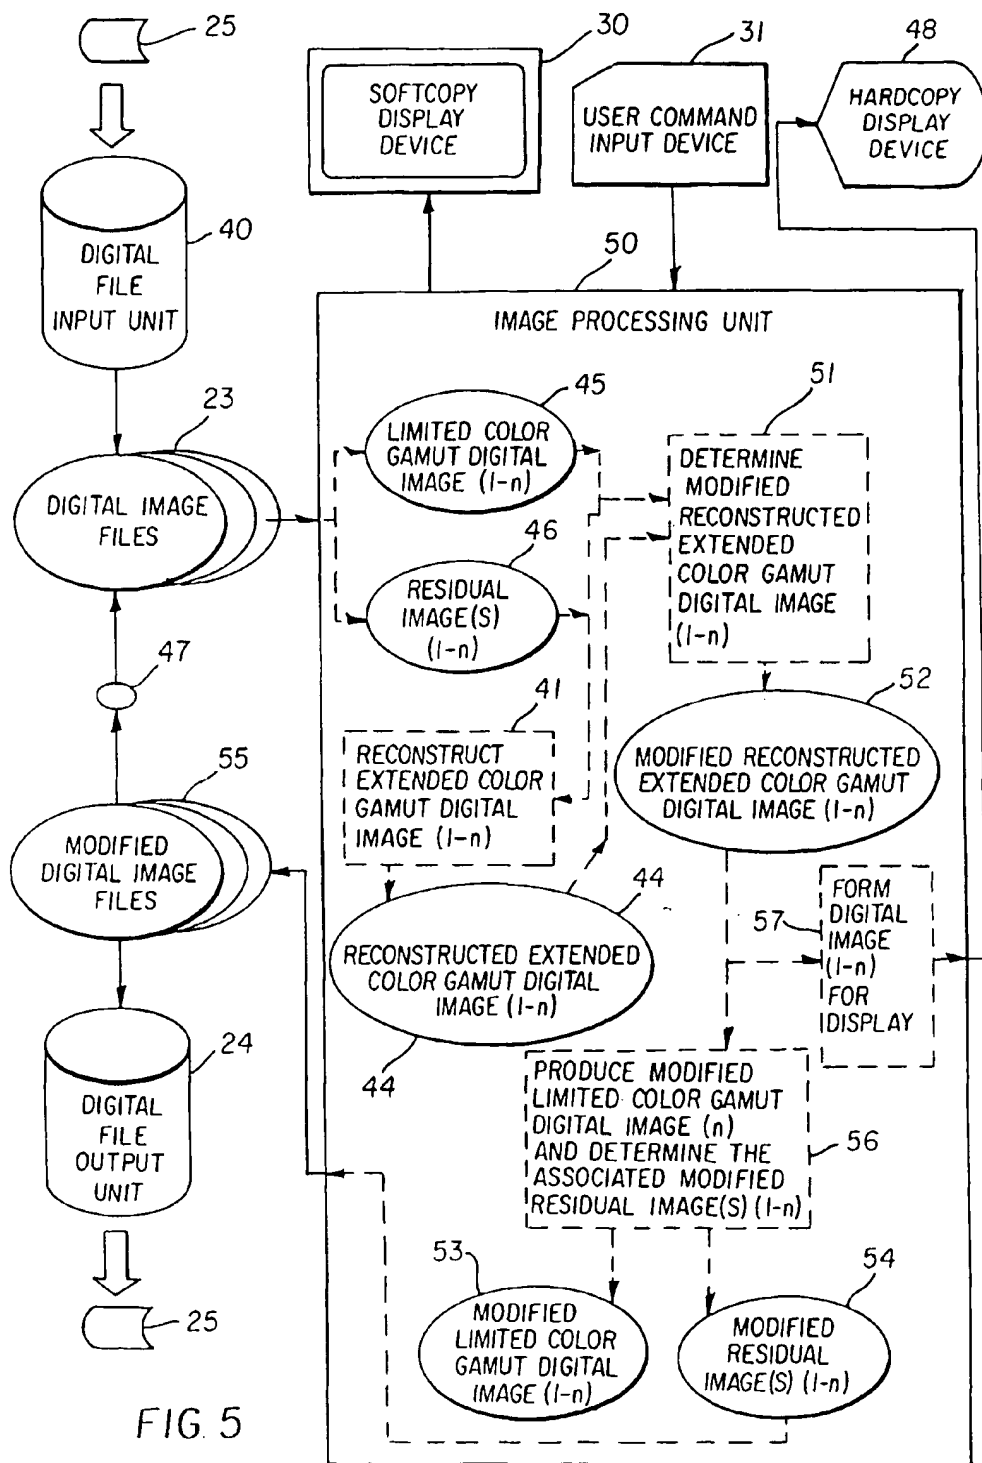 25
30
31
48
SOFTCOPY
DISPLAY
DEVICE
USER COMMAND
INPUT DEVICE
HARDCOPY
DISPLAY
DEVICE
40
DIGITAL
FILE
INPUT UNIT
50
IMAGE PROCESSING UNIT
23
DIGITAL IMAGE
FILES
45
LIMITED COLOR
GAMUT DIGITAL
IMAGE (1-n)
51
DETERMINE
MODIFIED
RECONSTRUCTED
EXTENDED
COLOR GAMUT
DIGITAL IMAGE
(1-n)
46
RESIDUAL
IMAGE(S)
(1-n)
47
41
RECONSTRUCT
EXTENDED COLOR
GAMUT DIGITAL
IMAGE (1-n)
52
MODIFIED RECONSTRUCTED
EXTENDED COLOR GAMUT
DIGITAL IMAGE (1-n)
55
MODIFIED
DIGITAL IMAGE
FILES
44
RECONSTRUCTED EXTENDED
COLOR GAMUT DIGITAL
IMAGE (1-n)
44
57
FORM
DIGITAL
IMAGE
(1-n)
FOR
DISPLAY
24
DIGITAL
FILE
OUTPUT
UNIT
PRODUCE MODIFIED
LIMITED COLOR GAMUT
DIGITAL IMAGE (n)
AND DETERMINE THE
ASSOCIATED MODIFIED
RESIDUAL IMAGE(S) (1-n)
56
53
MODIFIED
LIMITED COLOR
GAMUT DIGITAL
IMAGE (1-n)
54
MODIFIED
RESIDUAL
IMAGE(S) (1-n)
25
FIG. 5